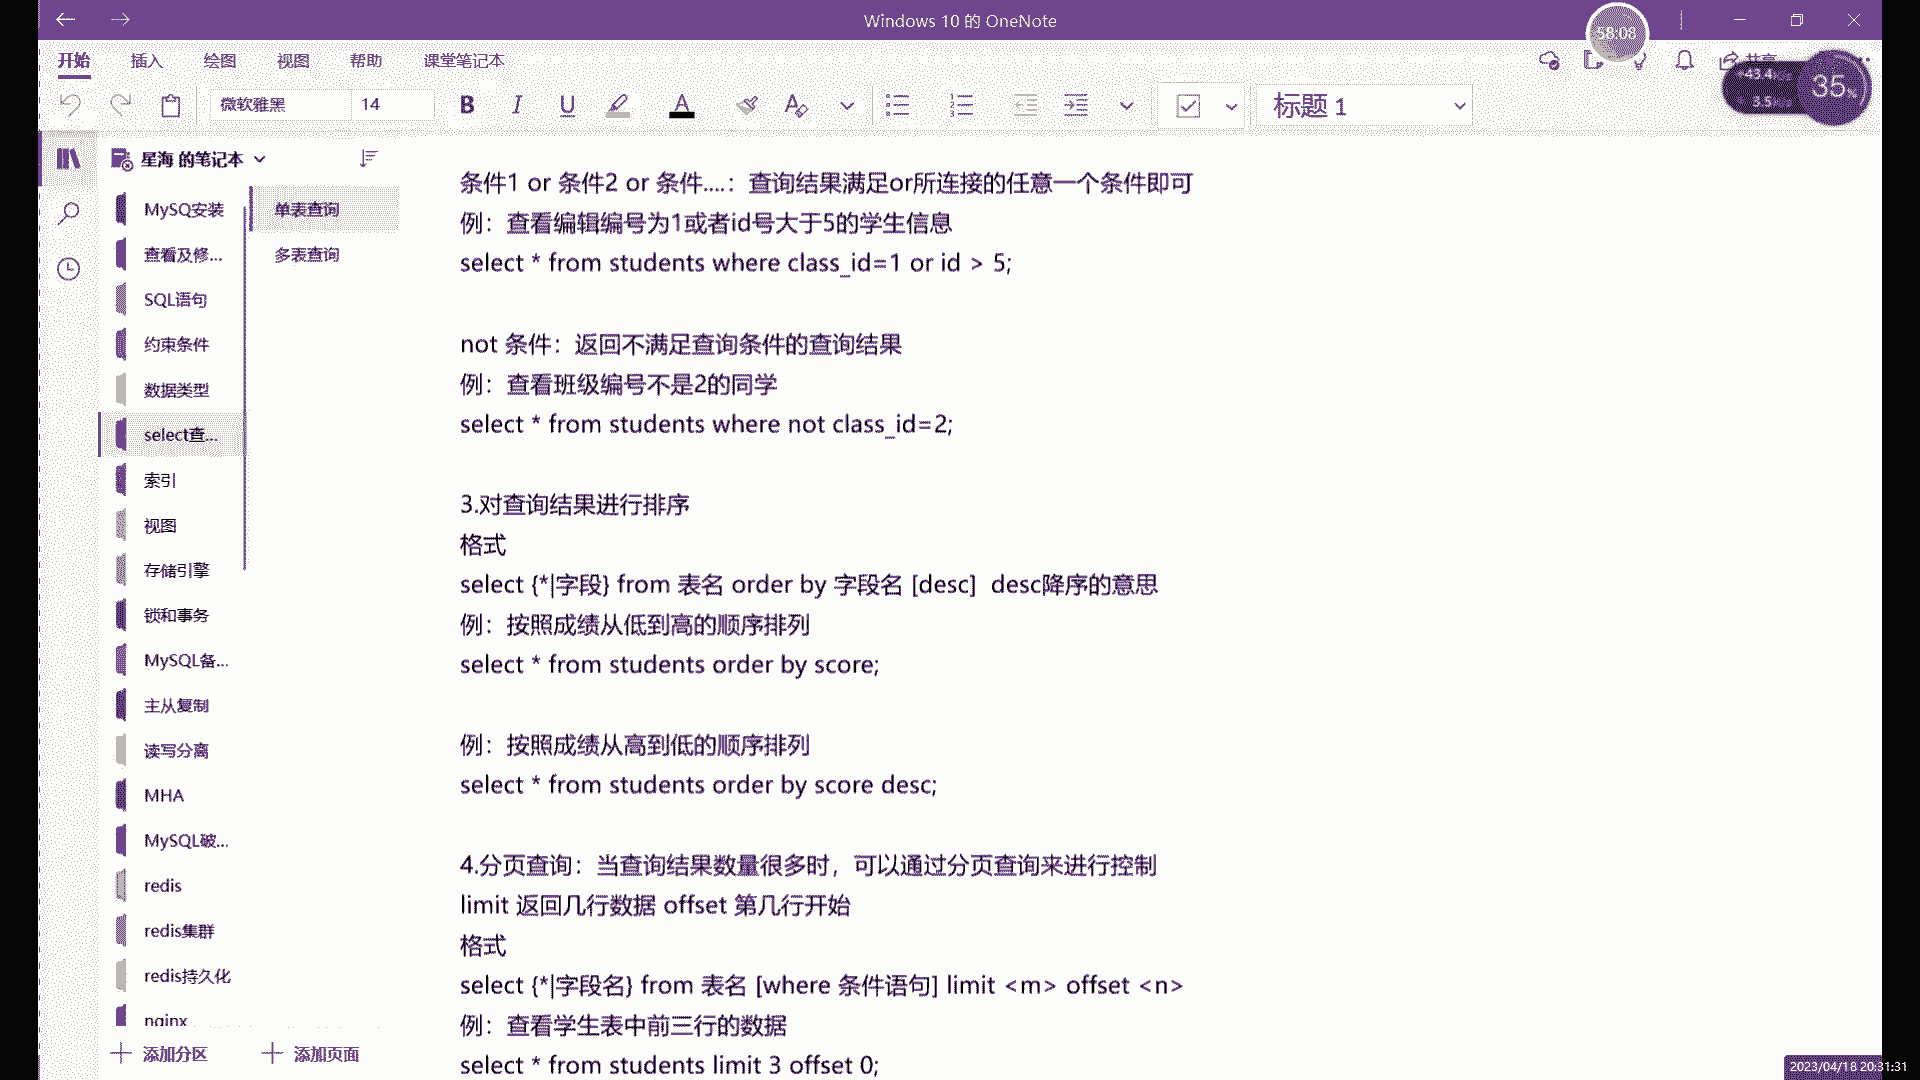 Windows 10 的 OneNote
58:08
开始 插入 绘图 视图 帮助 课堂笔记本
共享
43.4
3.5
35%
微软雅黑 14 B I U A 标题 1
星海 的笔记本
MySQ安装
查看及修...
SQL语句
约束条件
数据类型
select查...
索引
视图
存储引擎
锁和事务
MySQL备...
主从复制
读写分离
MHA
MySQL破...
redis
redis集群
redis持久化
nginx
添加分区
单表查询
多表查询
添加页面
条件1 or 条件2 or 条件....：查询结果满足or所连接的任意一个条件即可
例：查看编辑编号为1或者id号大于5的学生信息
select * from students where class_id=1 or id > 5;
not 条件：返回不满足查询条件的查询结果
例：查看班级编号不是2的同学
select * from students where not class_id=2;
3.对查询结果进行排序
格式
select {*|字段} from 表名 order by 字段名 [desc]  desc降序的意思
例：按照成绩从低到高的顺序排列
select * from students order by score;
例：按照成绩从高到低的顺序排列
select * from students order by score desc;
4.分页查询：当查询结果数量很多时，可以通过分页查询来进行控制
limit 返回几行数据 offset 第几行开始
格式
select {*|字段名} from 表名 [where 条件语句] limit <m> offset <n>
例：查看学生表中前三行的数据
select * from students limit 3 offset 0;
2023/04/18 20:31:31